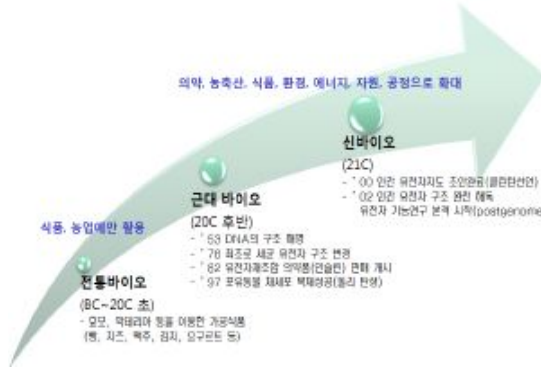 의약, 농축산, 식품, 환경, 에너지, 자원, 공정으로 확대
신바이오
(21C)
- '00 인간 유전자지도 초안완료(클린턴선언)
- '02 인간 유전자 구조 완전 해독
유전자 기능연구 본격 시작(postgenome
근대 바이오
(20C 후반)
- '53 DNA의 구조 해명
- '78 최초로 세균 유전자 구조 변경
- '82 유전자재조합 의약품(인슐린) 판매 개시
- '97 포유동물 체세포 복제성공(돌리 탄생)
식품, 농업에만 활용
전통바이오
(BC~20C 초)
- 효모, 박테리아 등을 이용한 가공식품
(빵, 치즈, 맥주, 김치, 요구르트 등)